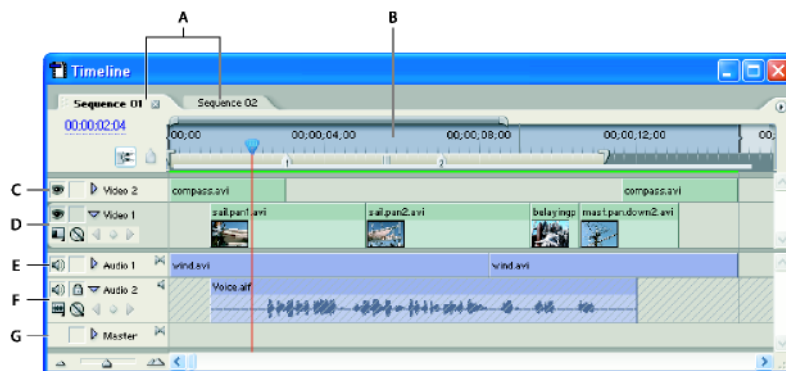 A B
Timeline
Sequence 01 Sequence 02
00;00;02;04
00;00 00;00;04;00 00;00;08;00 00;00;12;00 00;
1 2
C Video 2 compass.avi compass.avi
D Video 1 sail.pan1.avi sail.pan2.avi belayingp mast.pan.down2.avi
E Audio 1 wind.avi wind.avi
F Audio 2 Voice.aif
G Master